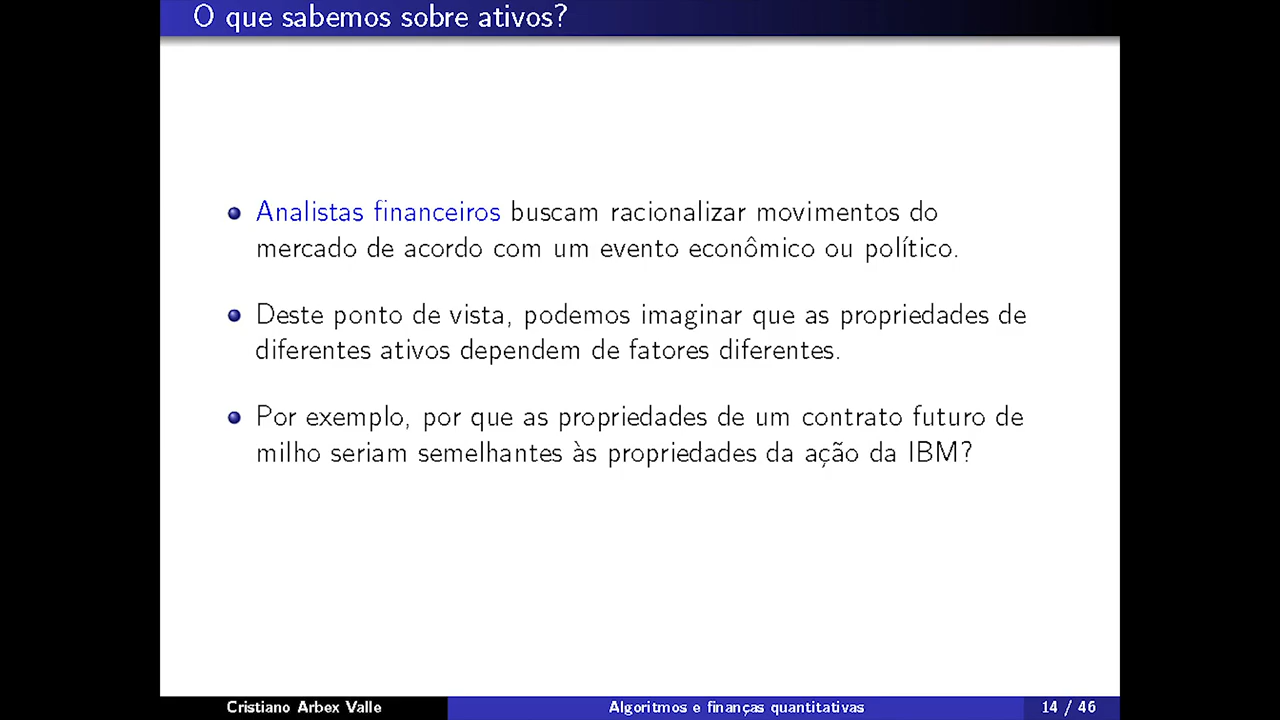 O que sabemos sobre ativos?
Analistas financeiros buscam racionalizar movimentos do
mercado de acordo com um evento econômico ou político.
Deste ponto de vista, podemos imaginar que as propriedades de
diferentes ativos dependem de fatores diferentes.
Por exemplo, por que as propriedades de um contrato futuro de
milho seriam semelhantes às propriedades da ação da IBM?
Cristiano Arbex Valle
Algoritmos e finanças quantitativas
14 / 46